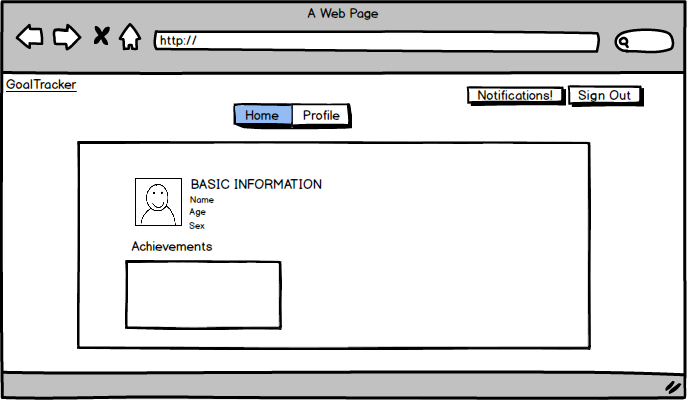 A Web Page
http://
GoalTracker
Notifications! Sign Out
Home Profile
BASIC INFORMATION
Name
Age
Sex
Achievements